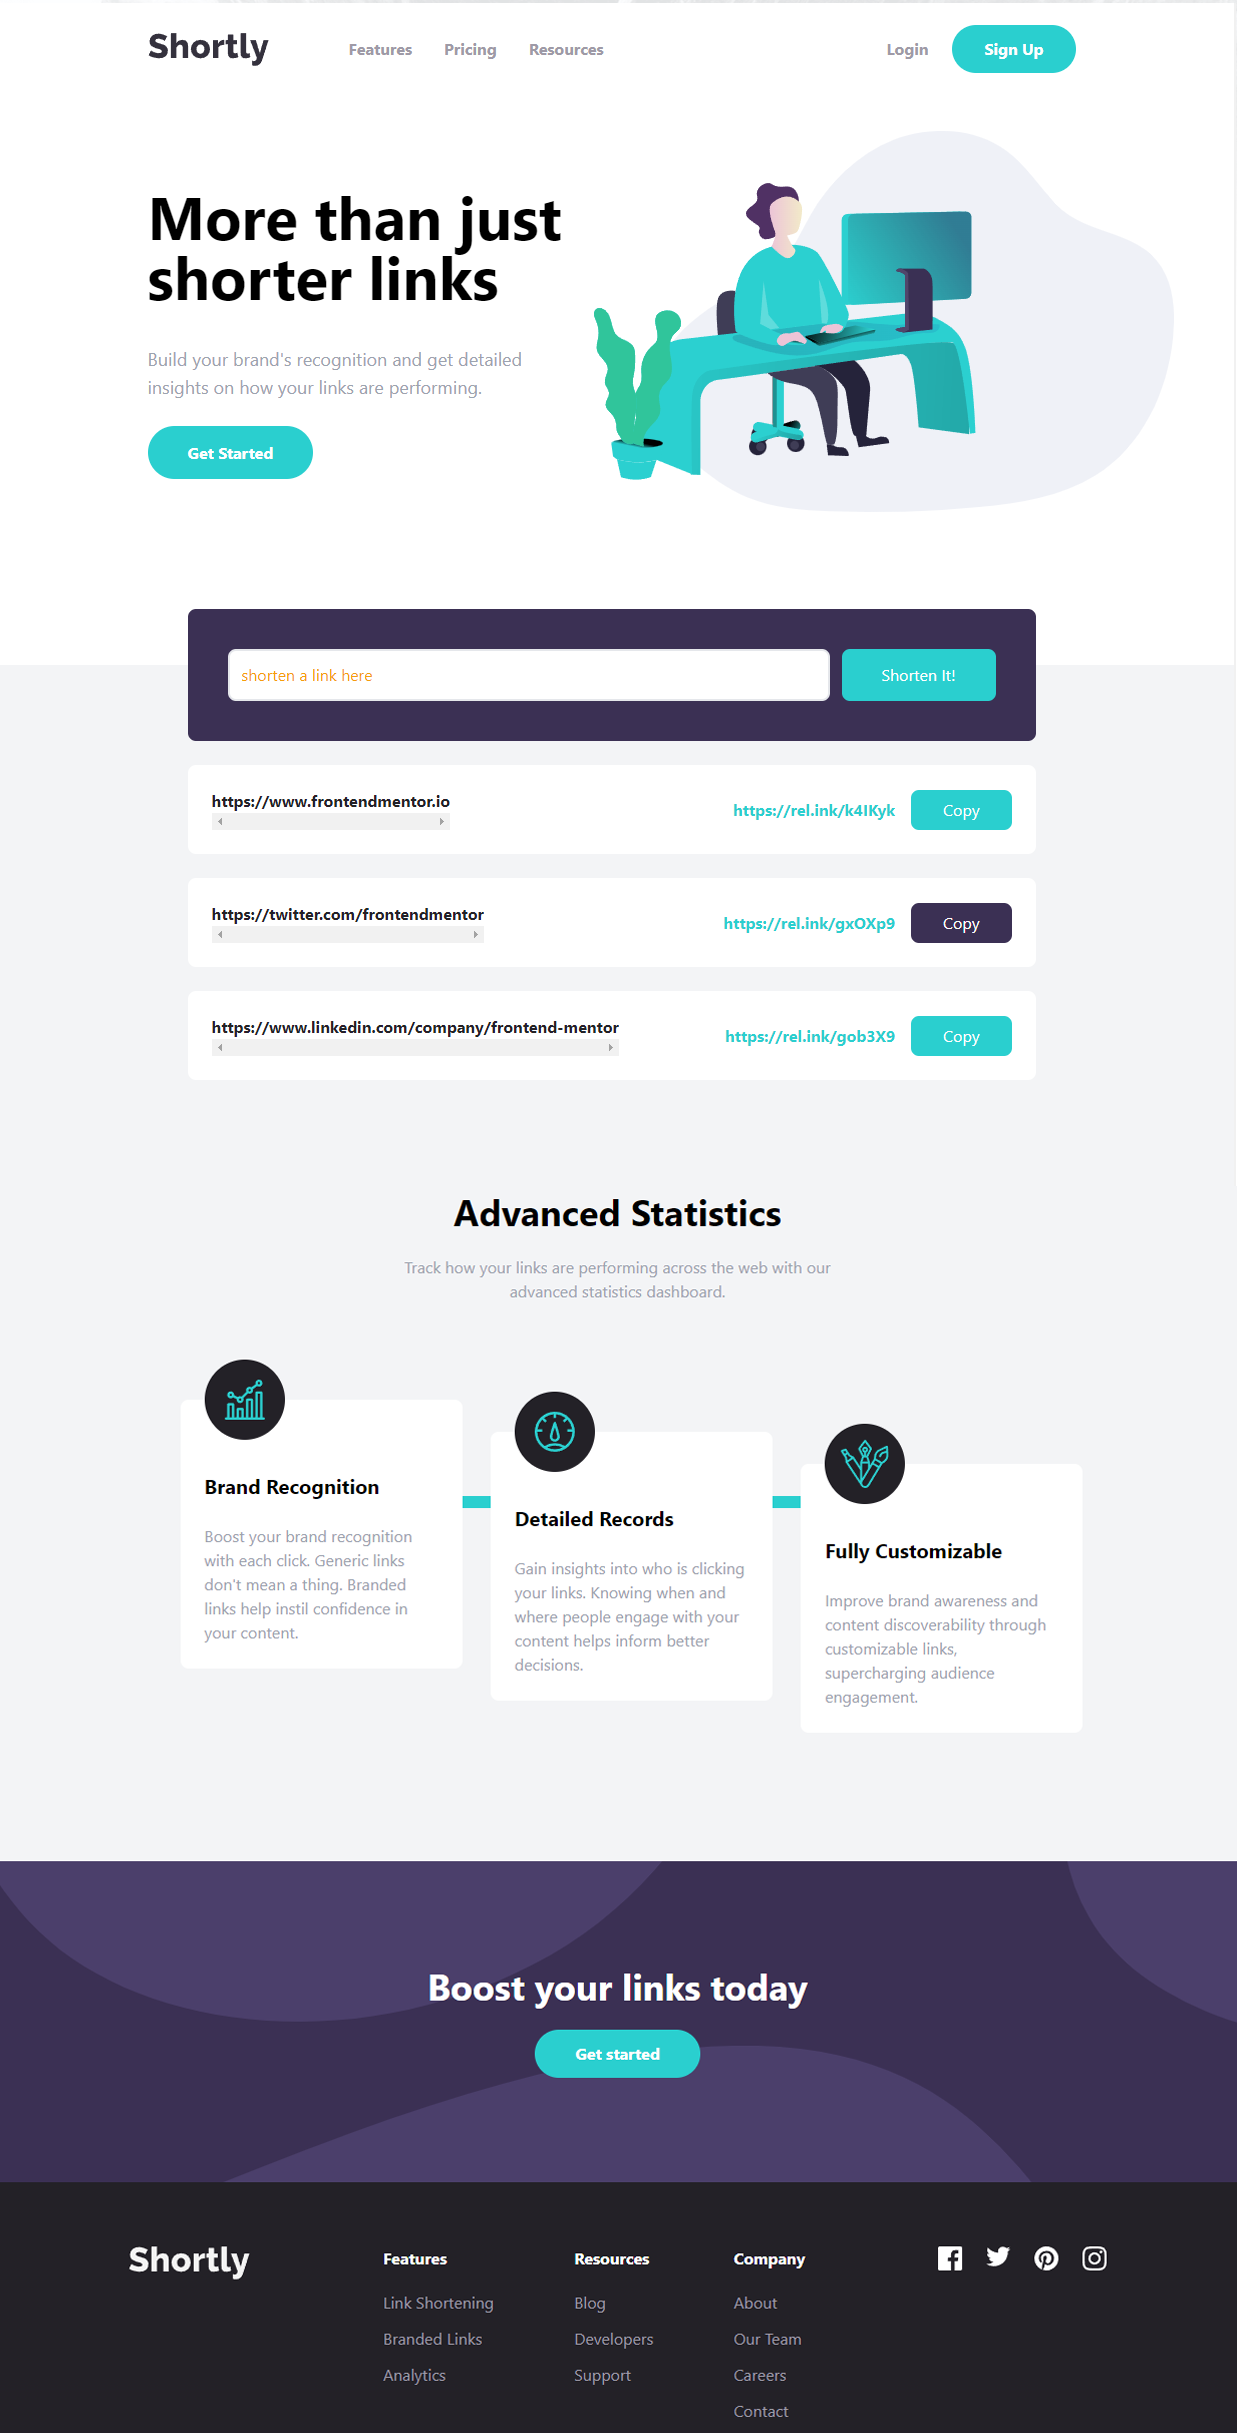 Shortly
Features
Pricing
Resources
Login
Sign Up
More than just
shorter links
Build your brand's recognition and get detailed
insights on how your links are performing.
Get Started
shorten a link here
Shorten It!
https://www.frontendmentor.io
https://rel.ink/k4IKyk
Copy
https://twitter.com/frontendmentor
https://rel.ink/gxOXp9
Copy
https://www.linkedin.com/company/frontend-mentor
https://rel.ink/gob3X9
Copy
Advanced Statistics
Track how your links are performing across the web with our
advanced statistics dashboard.
Brand Recognition
Boost your brand recognition
with each click. Generic links
don't mean a thing. Branded
links help instil confidence in
your content.
Detailed Records
Gain insights into who is clicking
your links. Knowing when and
where people engage with your
content helps inform better
decisions.
Fully Customizable
Improve brand awareness and
content discoverability through
customizable links,
supercharging audience
engagement.
Boost your links today
Get started
Shortly
Features
Link Shortening
Branded Links
Analytics
Resources
Blog
Developers
Support
Company
About
Our Team
Careers
Contact